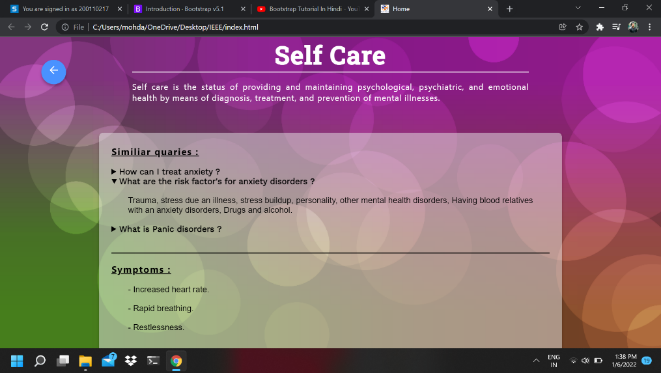 You are signed in as 200110217
Introduction · Bootstrap v5.1
Bootstrap Tutorial In Hindi - You
Home
File | C:/Users/mohda/OneDrive/Desktop/IEEE/index.html
Self Care
Self care is the status of providing and maintaining psychological, psychiatric, and emotional
health by means of diagnosis, treatment, and prevention of mental illnesses.
Similiar quaries :
▶ How can I treat anxiety ?
▼ What are the risk factor's for anxiety disorders ?
Trauma, stress due an illness, stress buildup, personality, other mental health disorders, Having blood relatives
with an anxiety disorders, Drugs and alcohol.
▶ What is Panic disorders ?
Symptoms :
- Increased heart rate.
- Rapid breathing.
- Restlessness.
ENG
IN
1:38 PM
1/6/2022